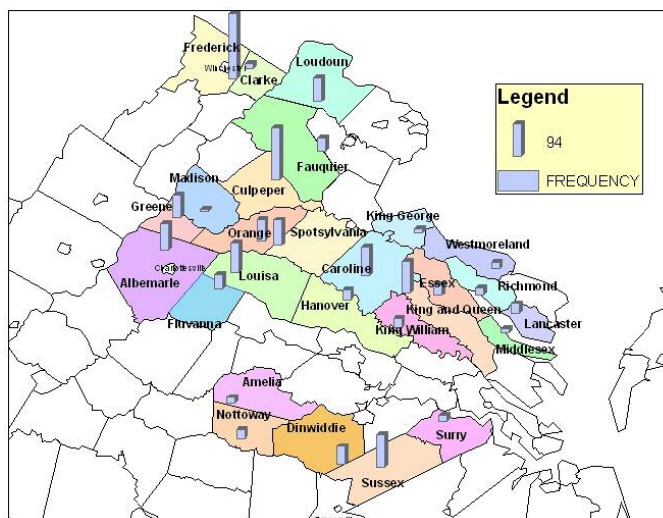 Frederick
Winchester
Clarke
Loudoun
Legend
94
FREQUENCY
Fauquier
Madison
Culpeper
Greene
King George
Orange
Spotsylvania
Westmoreland
Charlottesville
Caroline
Albemarle
Louisa
Essex
Richmond
Hanover
King and Queen
Lancaster
Fluvanna
King William
Middlesex
Amelia
Nottoway
Dinwiddie
Surry
Sussex